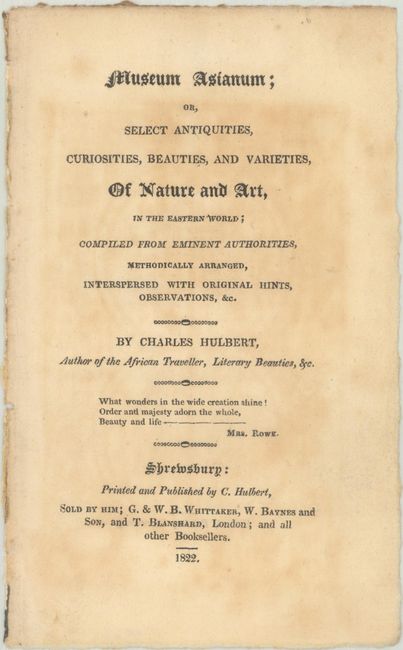 Museum Asianum;
OR,
SELECT ANTIQUITIES,
CURIOSITIES, BEAUTIES, AND VARIETIES,
Of Nature and Art,
IN THE EASTERN WORLD;
COMPILED FROM EMINENT AUTHORITIES,
METHODICALLY ARRANGED,
INTERSPERSED WITH ORIGINAL HINTS,
OBSERVATIONS, &c.
BY CHARLES HULBERT,
Author of the African Traveller, Literary Beauties, &c.
What wonders in the wide creation shine!
Order and majesty adorn the whole,
Beauty and life ————
MRS. ROWE.
Shrewsbury:
Printed and Published by C. Hulbert,
SOLD BY HIM; G. & W. B. WHITTAKER, W. BAYNES and
SON, and T. BLANSHARD, London; and all
other Booksellers.
1822.